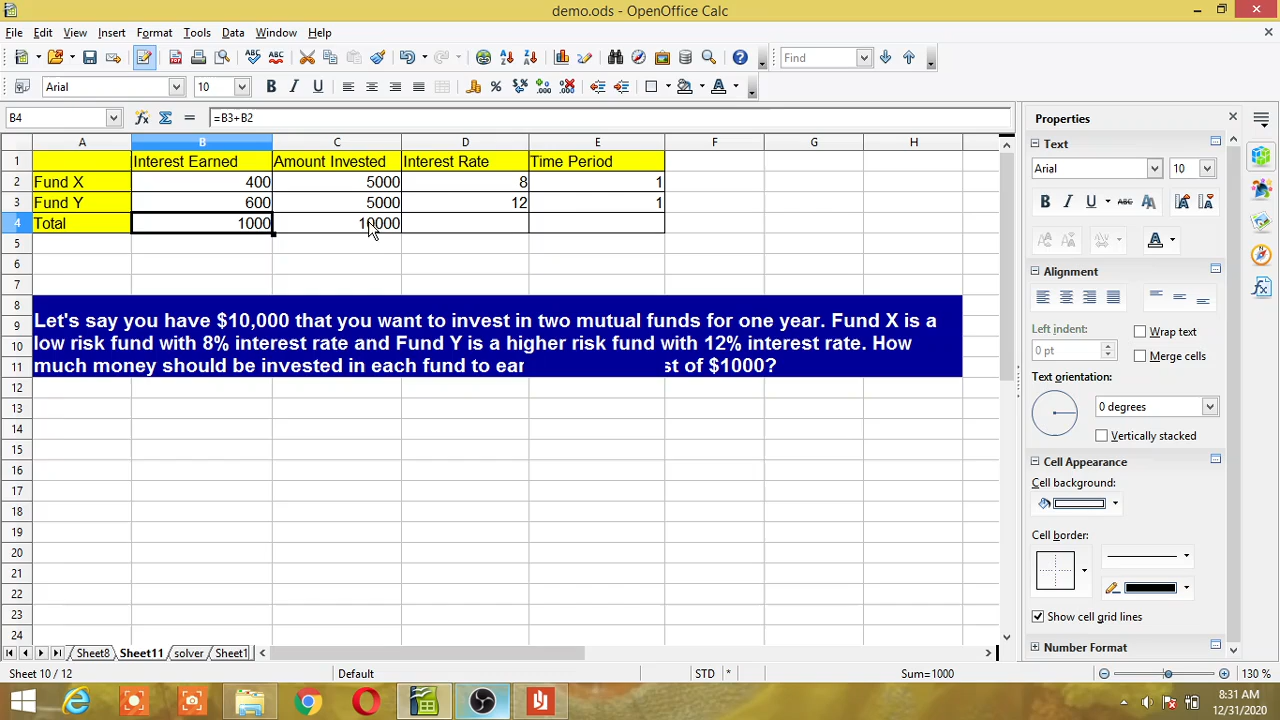 demo.ods - OpenOffice Calc
File Edit View Insert Format Tools Data Window Help
Find
Arial 10
B4 =B3+B2
A B C D E F G H
1 Interest Earned Amount Invested Interest Rate Time Period
2 Fund X 400 5000 8 1
3 Fund Y 600 5000 12 1
4 Total 1000 10000
5
6
7
8
9
10
11
Let's say you have $10,000 that you want to invest in two mutual funds for one year. Fund X is a
low risk fund with 8% interest rate and Fund Y is a higher risk fund with 12% interest rate. How
much money should be invested in each fund to ear st of $1000?
12
13
14
15
16
17
18
19
20
21
22
23
24
Sheet8 Sheet11 solver Sheet1
Sheet 10 / 12 Default STD * Sum=1000 130 %
Properties
Text
Arial 10
Alignment
Left indent:
0 pt
Wrap text
Merge cells
Text orientation:
0 degrees
Vertically stacked
Cell Appearance
Cell background:
Cell border:
Show cell grid lines
Number Format
8:31 AM
12/31/2020